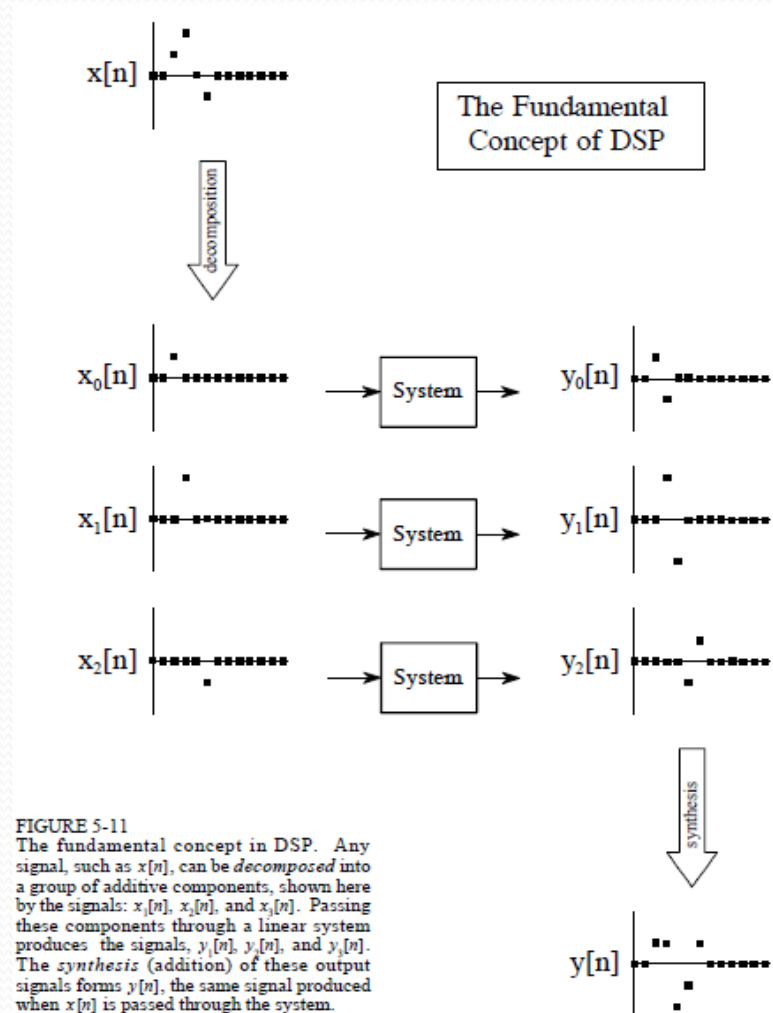 x[n]
The Fundamental
Concept of DSP
decomposition
x₀[n]
System
y₀[n]
x₁[n]
System
y₁[n]
x₂[n]
System
y₂[n]
synthesis
FIGURE 5-11
The fundamental concept in DSP. Any
signal, such as x[n], can be decomposed into
a group of additive components, shown here
by the signals: x₁[n], x₂[n], and x₃[n]. Passing
these components through a linear system
produces the signals, y₁[n], y₂[n], and y₃[n].
The synthesis (addition) of these output
signals forms y[n], the same signal produced
when x[n] is passed through the system.
y[n]